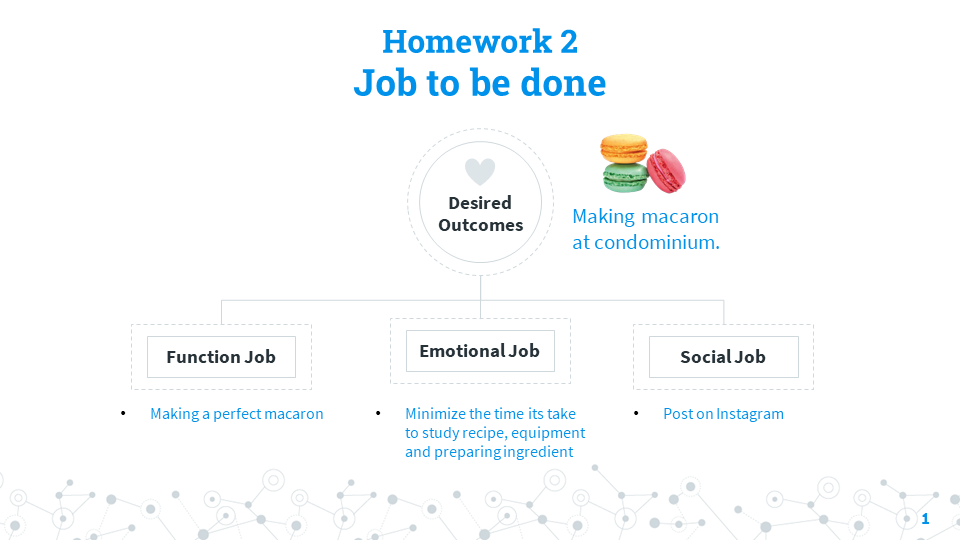 Homework 2
Job to be done
Desired
Outcomes
Making macaron
at condominium.
Function Job
Emotional Job
Social Job
• Making a perfect macaron
• Minimize the time its take
to study recipe, equipment
and preparing ingredient
• Post on Instagram
1